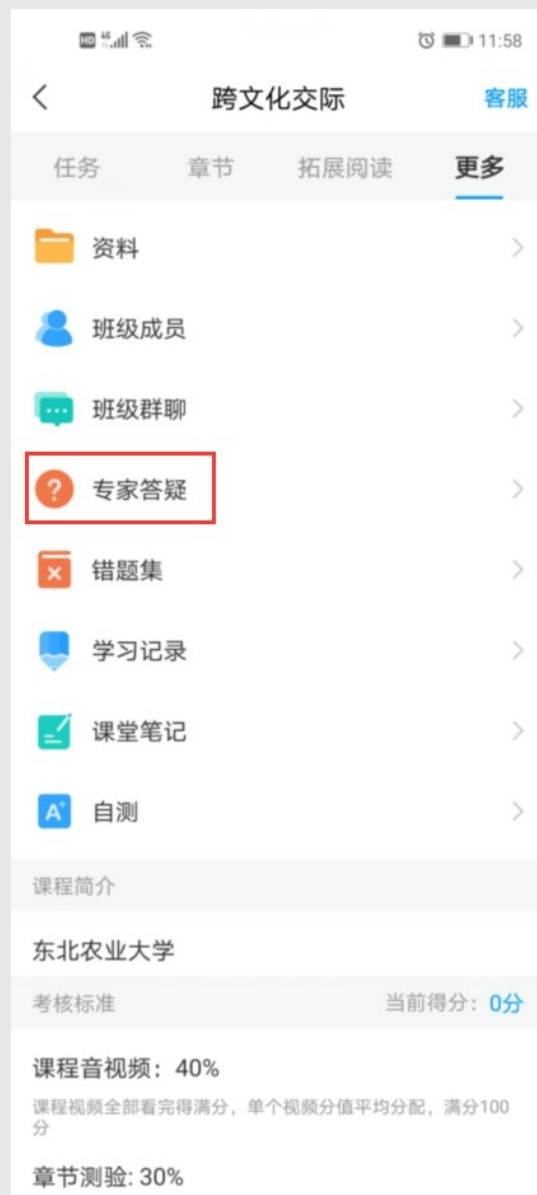 HD 4G 11:58
跨文化交际 客服
任务 章节 拓展阅读 更多
资料
班级成员
班级群聊
? 专家答疑
错题集
学习记录
课堂笔记
A+ 自测
课程简介
东北农业大学
考核标准 当前得分：0分
课程音视频：40%
课程视频全部看完得满分，单个视频分值平均分配，满分100
分
章节测验: 30%